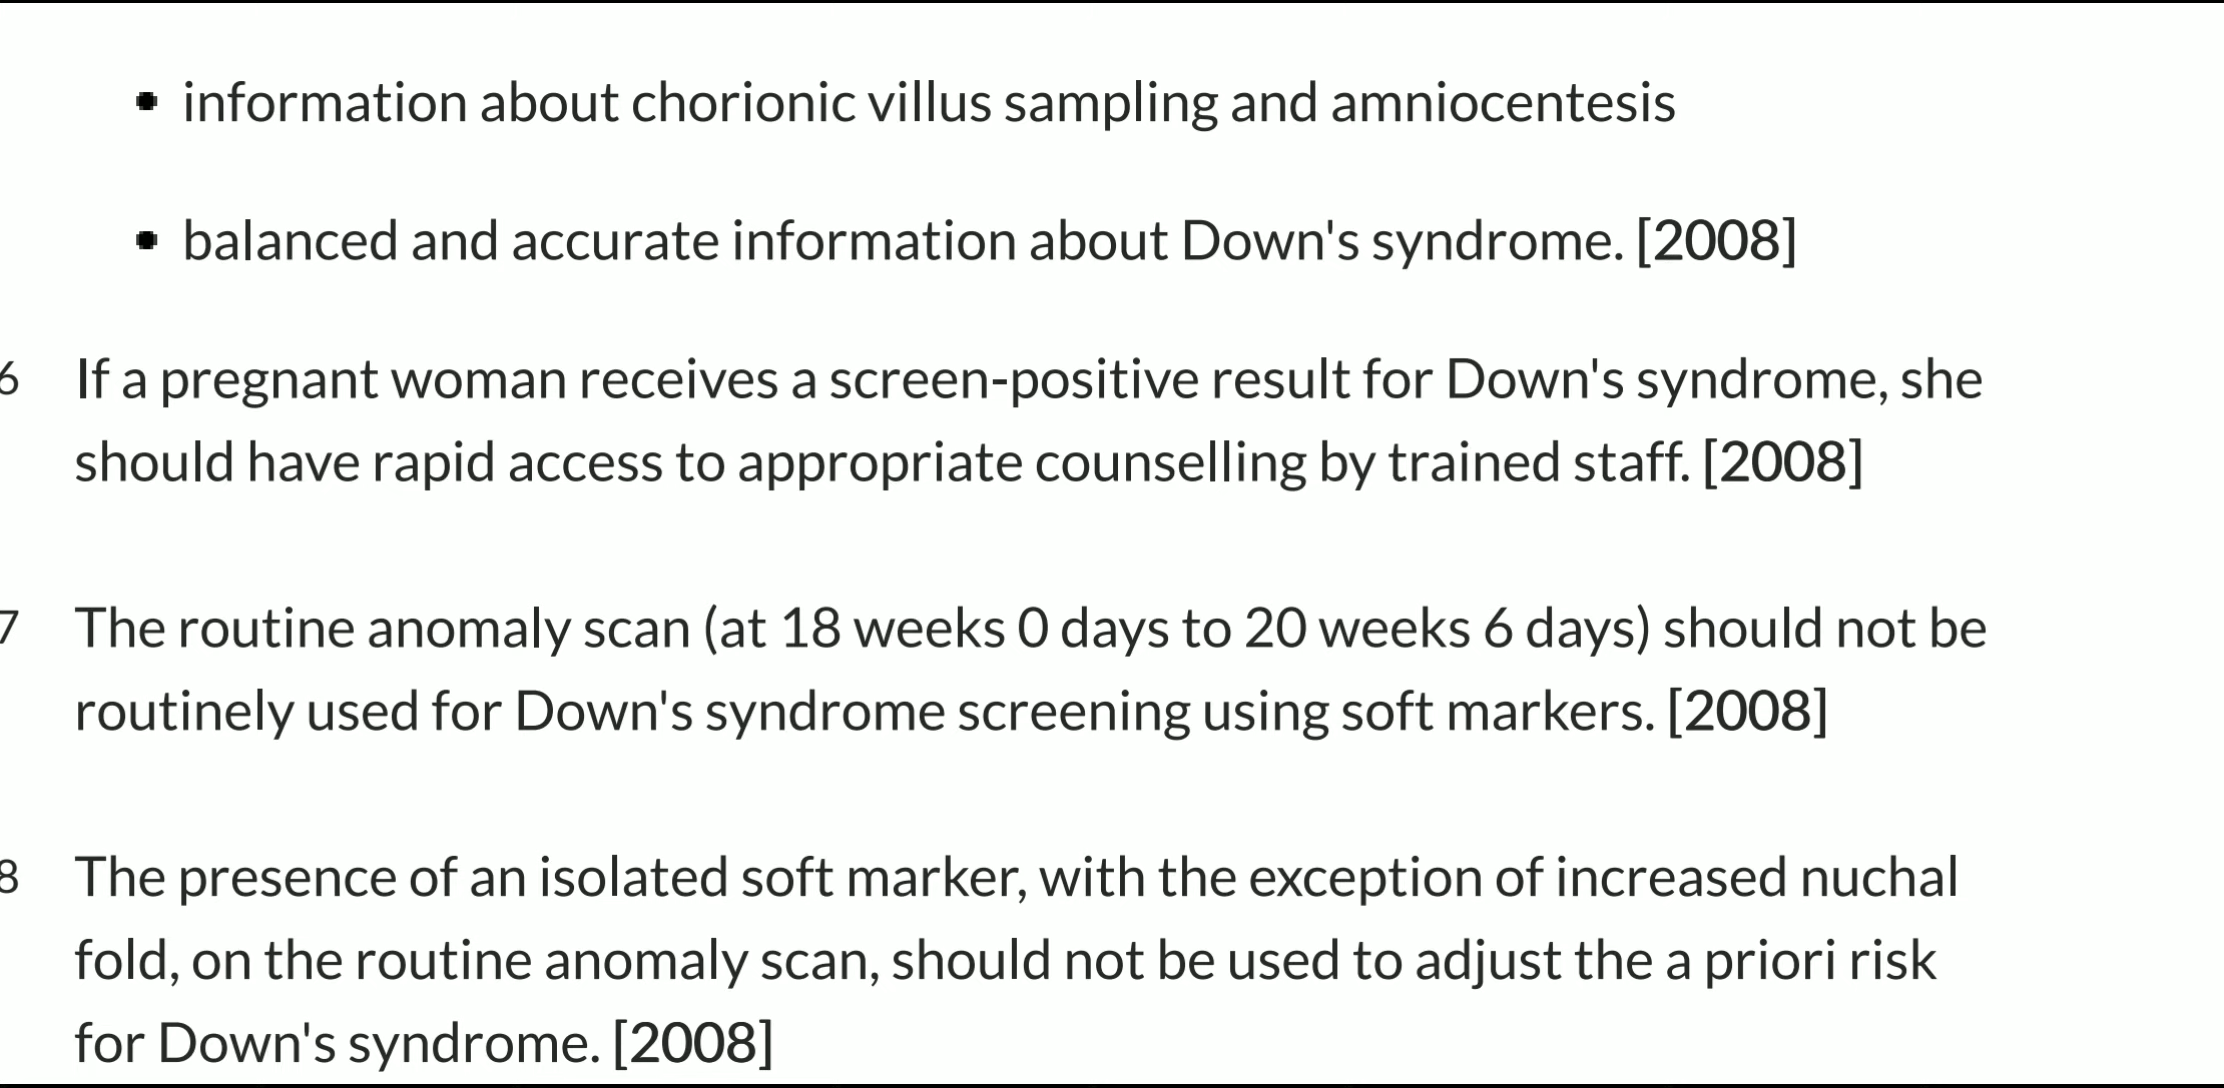 • information about chorionic villus sampling and amniocentesis
• balanced and accurate information about Down's syndrome. [2008]
6 If a pregnant woman receives a screen-positive result for Down's syndrome, she
should have rapid access to appropriate counselling by trained staff. [2008]
7 The routine anomaly scan (at 18 weeks 0 days to 20 weeks 6 days) should not be
routinely used for Down's syndrome screening using soft markers. [2008]
8 The presence of an isolated soft marker, with the exception of increased nuchal
fold, on the routine anomaly scan, should not be used to adjust the a priori risk
for Down's syndrome. [2008]